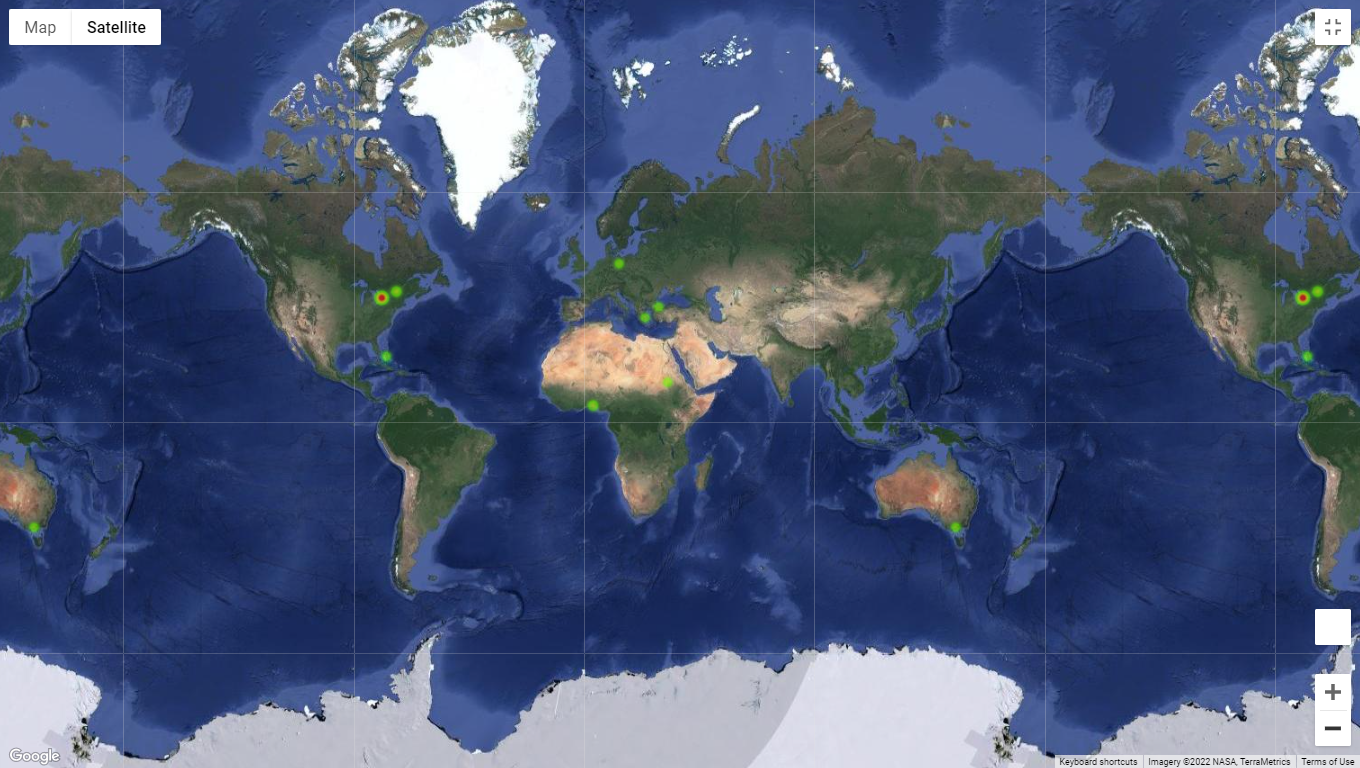 Map Satellite
Google
Keyboard shortcuts Imagery ©2022 NASA, TerraMetrics Terms of Use